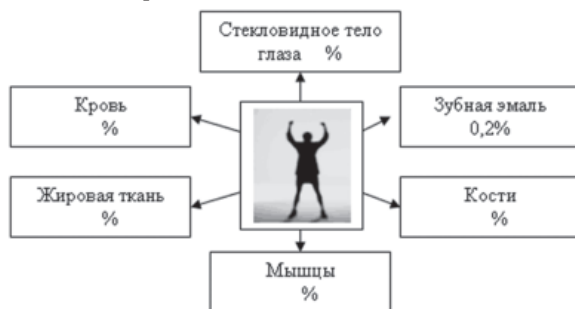 Стекловидное тело
глаза %
Кровь
%
Зубная эмаль
0,2%
Жировая ткань
%
Кости
%
Мышцы
%